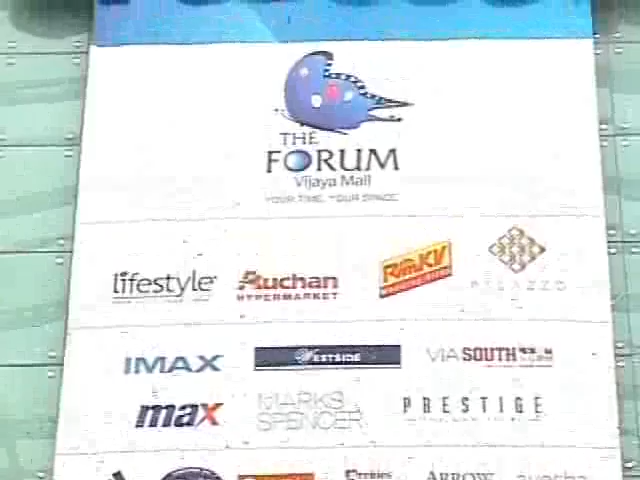 THE
FORUM
Vijaya Mall
YOUR TIME, YOUR SPACE
lifestyle
Auchan
HYPERMARKET
RmKV
PALAZZO
IMAX
WESTSIDE
VIA SOUTH
max
MARKS
SPENCER
PRESTIGE
ARROW
ayesha